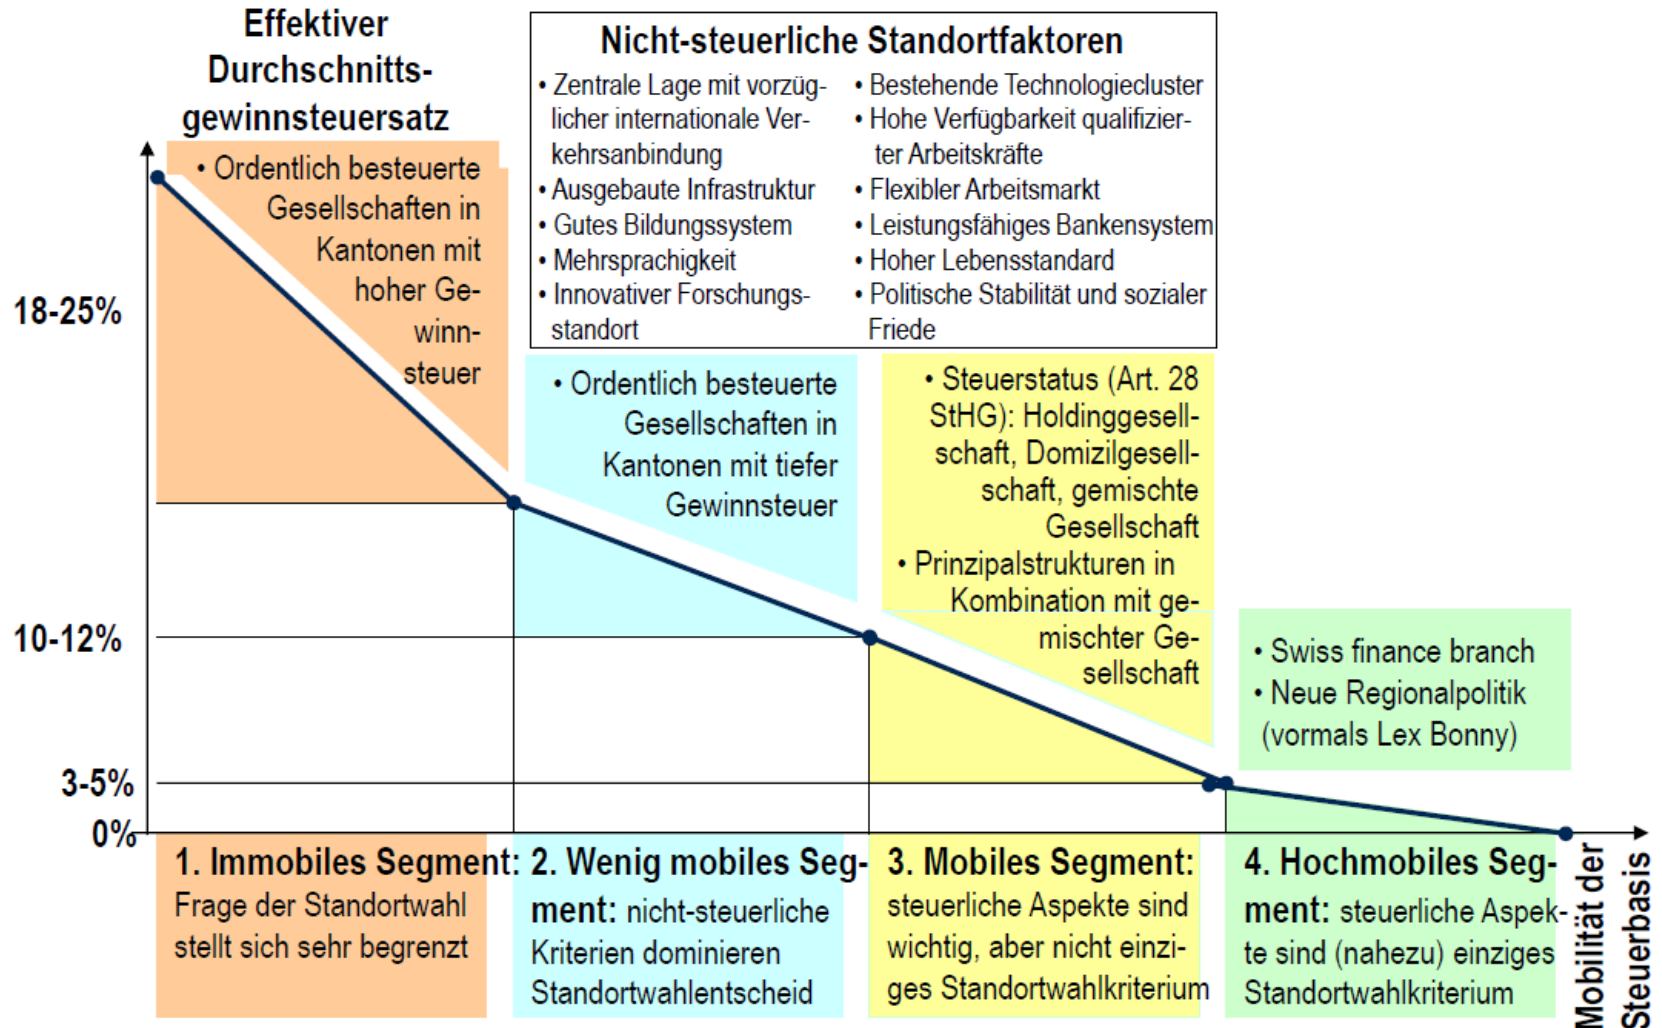 Effektiver
Durchschnitts-
gewinnsteuersatz
Nicht-steuerliche Standortfaktoren
• Zentrale Lage mit vorzüg-
licher internationale Ver-
kehrsanbindung
• Ausgebaute Infrastruktur
• Gutes Bildungssystem
• Mehrsprachigkeit
• Innovativer Forschungs-
standort
• Bestehende Technologiecluster
• Hohe Verfügbarkeit qualifizier-
ter Arbeitskräfte
• Flexibler Arbeitsmarkt
• Leistungsfähiges Bankensystem
• Hoher Lebensstandard
• Politische Stabilität und sozialer
Friede
• Ordentlich besteuerte
Gesellschaften in
Kantonen mit
hoher Ge-
winn-
steuer
• Ordentlich besteuerte
Gesellschaften in
Kantonen mit tiefer
Gewinnsteuer
• Steuerstatus (Art. 28
StHG): Holdinggesell-
schaft, Domizilgesell-
schaft, gemischte
Gesellschaft
• Prinzipalstrukturen in
Kombination mit ge-
mischter Ge-
sellschaft
• Swiss finance branch
• Neue Regionalpolitik
(vormals Lex Bonny)
18-25%
10-12%
3-5%
0%
1. Immobiles Segment:
Frage der Standortwahl
stellt sich sehr begrenzt
2. Wenig mobiles Seg-
ment: nicht-steuerliche
Kriterien dominieren
Standortwahlentscheid
3. Mobiles Segment:
steuerliche Aspekte sind
wichtig, aber nicht einzi-
ges Standortwahlkriterium
4. Hochmobiles Seg-
ment: steuerliche Aspek-
te sind (nahezu) einziges
Standortwahlkriterium
Mobilität der
Steuerbasis